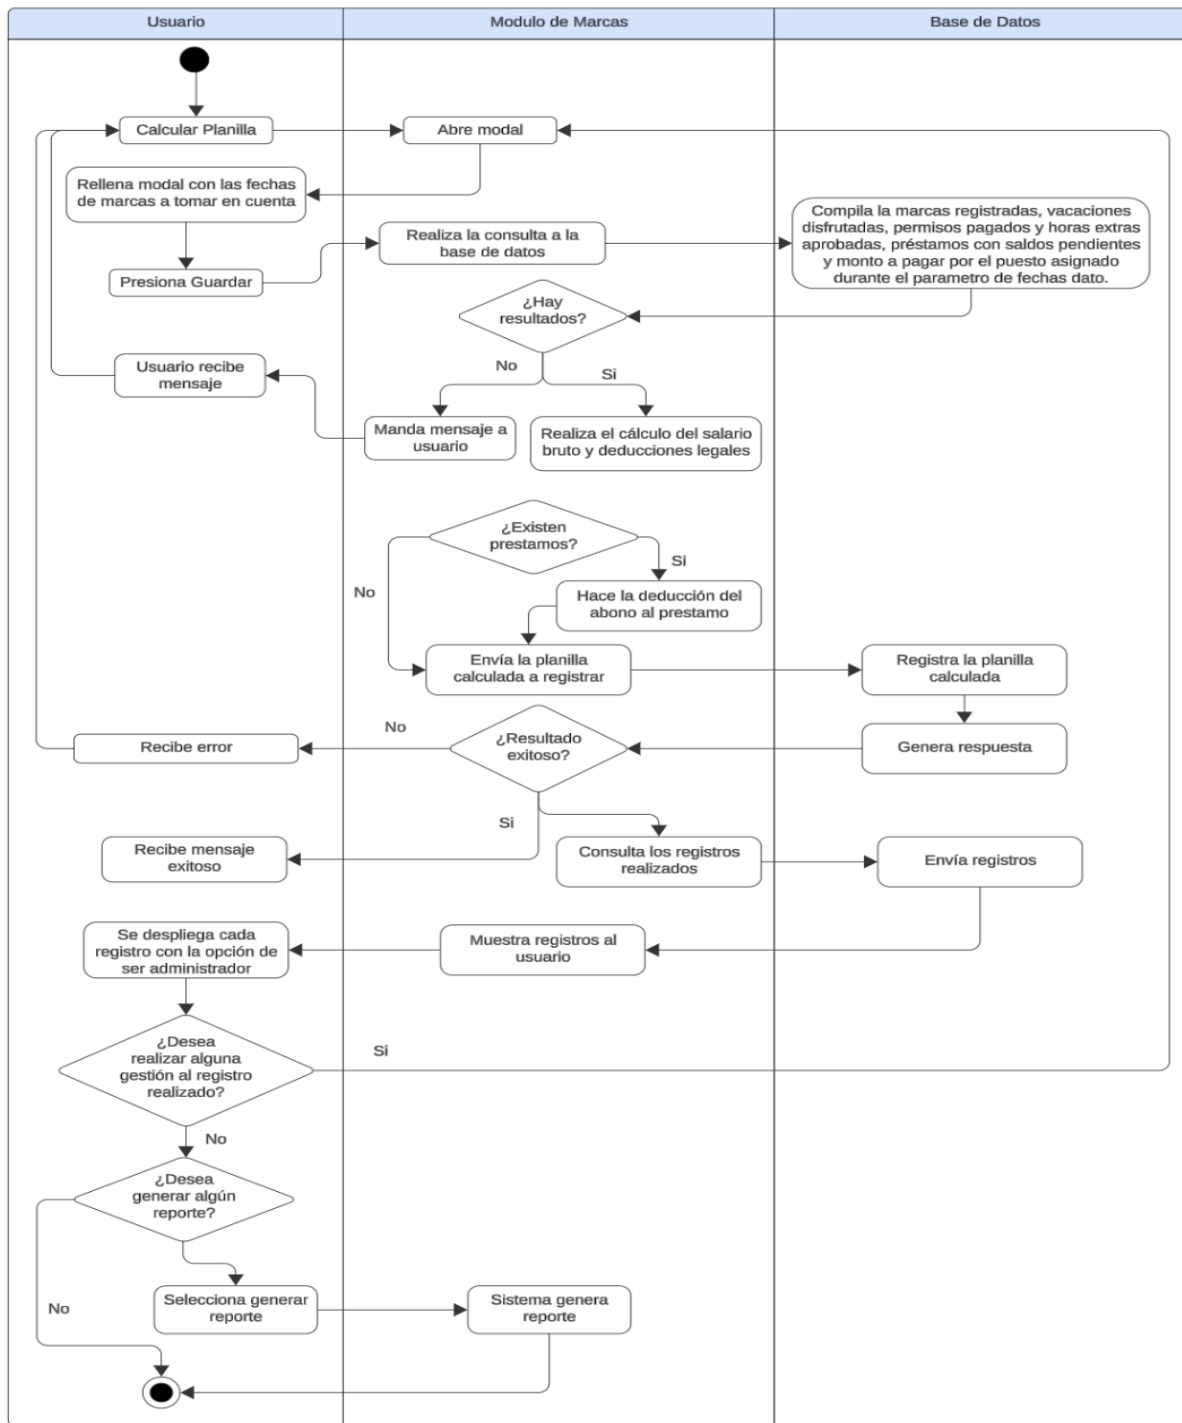 Usuario
Modulo de Marcas
Base de Datos
Calcular Planilla
Abre modal
Rellena modal con las fechas
de marcas a tomar en cuenta
Realiza la consulta a la
base de datos
Compila la marcas registradas, vacaciones
disfrutadas, permisos pagados y horas extras
aprobadas, préstamos con saldos pendientes
y monto a pagar por el puesto asignado
durante el parametro de fechas dato.
Presiona Guardar
¿Hay
resultados?
No
Si
Usuario recibe
mensaje
Manda mensaje a
usuario
Realiza el cálculo del salario
bruto y deducciones legales
¿Existen
prestamos?
Si
No
Hace la deducción del
abono al prestamo
Envía la planilla
calculada a registrar
Registra la planilla
calculada
No
Recibe error
¿Resultado
exitoso?
Genera respuesta
Si
Recibe mensaje
exitoso
Consulta los registros
realizados
Envía registros
Se despliega cada
registro con la opción de
ser administrador
Muestra registros al
usuario
¿Desea
realizar alguna
gestión al registro
realizado?
Si
No
¿Desea
generar algún
reporte?
No
Selecciona generar
reporte
Sistema genera
reporte